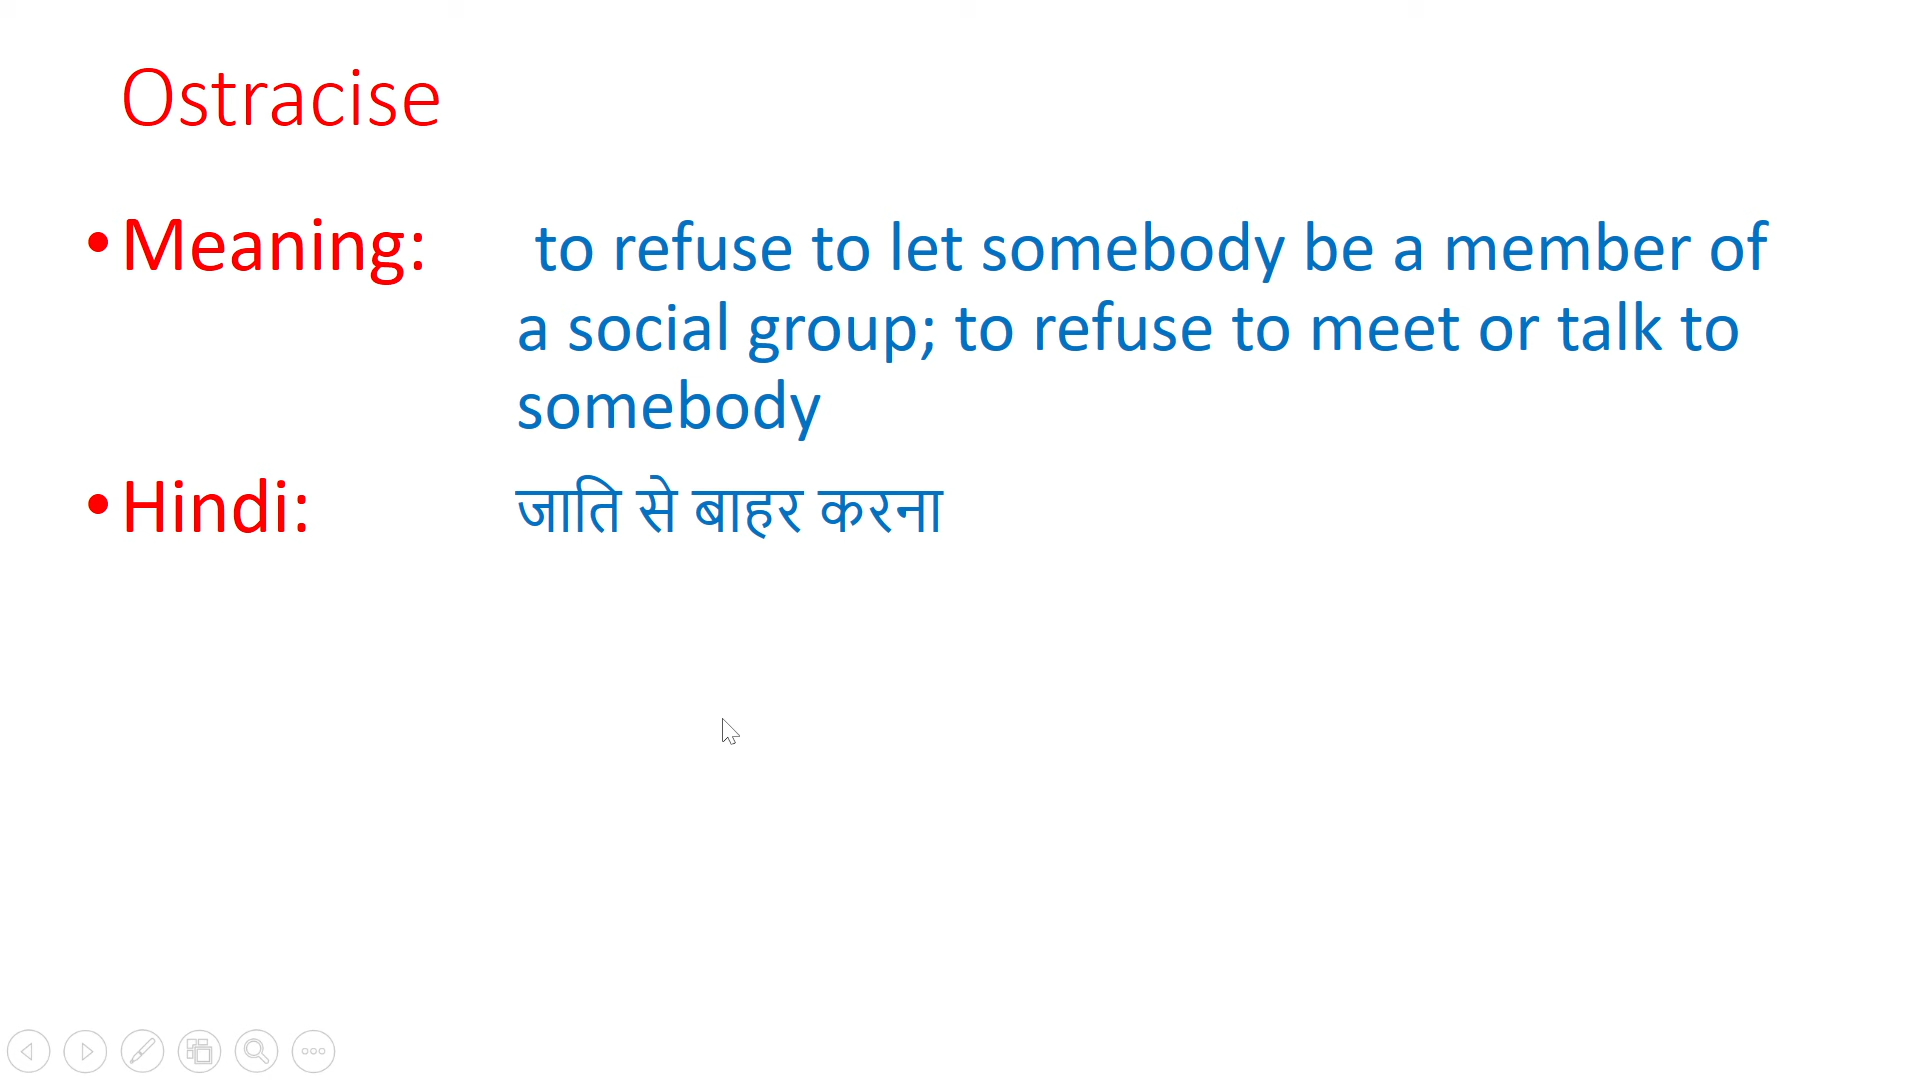 Ostracise
• Meaning: to refuse to let somebody be a member of
a social group; to refuse to meet or talk to
somebody
• Hindi: जाति से बाहर करना